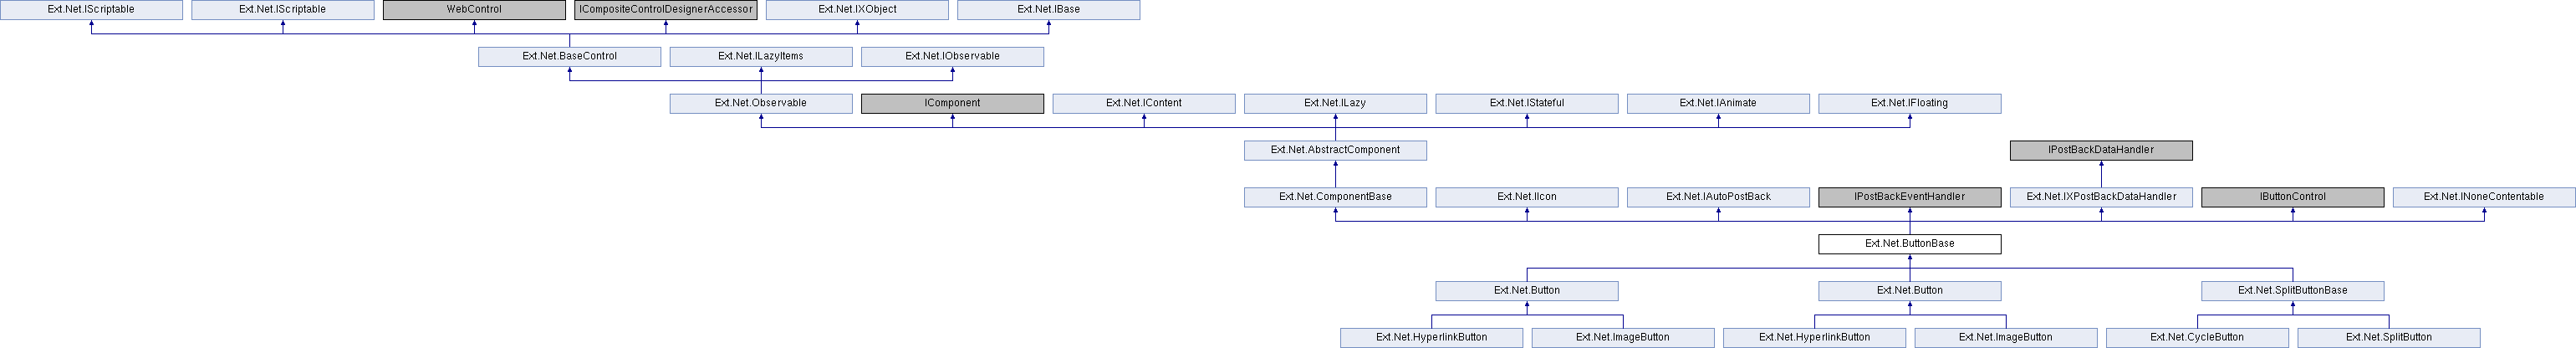 Ext.Net.IScriptable
Ext.Net.IScriptable
WebControl
ICompositeControlDesignerAccessor
Ext.Net.IXObject
Ext.Net.IBase
Ext.Net.BaseControl
Ext.Net.ILazyItems
Ext.Net.IObservable
Ext.Net.Observable
IComponent
Ext.Net.IContent
Ext.Net.ILazy
Ext.Net.IStateful
Ext.Net.IAnimate
Ext.Net.IFloating
Ext.Net.AbstractComponent
IPostBackDataHandler
Ext.Net.ComponentBase
Ext.Net.IIcon
Ext.Net.IAutoPostBack
IPostBackEventHandler
Ext.Net.IXPostBackDataHandler
IButtonControl
Ext.Net.INoneContentable
Ext.Net.ButtonBase
Ext.Net.Button
Ext.Net.Button
Ext.Net.SplitButtonBase
Ext.Net.HyperlinkButton
Ext.Net.ImageButton
Ext.Net.HyperlinkButton
Ext.Net.ImageButton
Ext.Net.CycleButton
Ext.Net.SplitButton